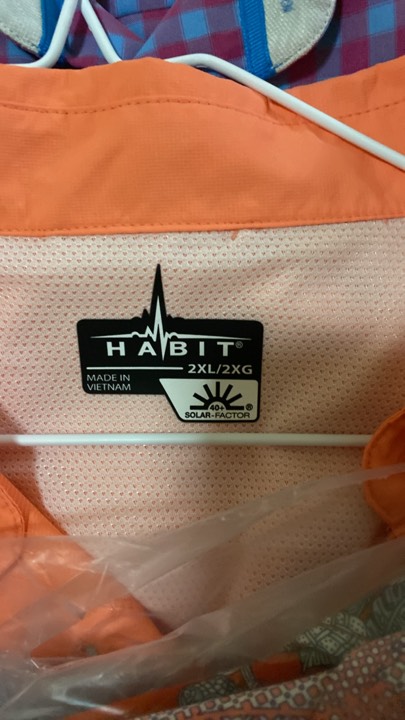 HABIT®
2XL/2XG
MADE IN
VIETNAM
40+
SOLAR-FACTOR®